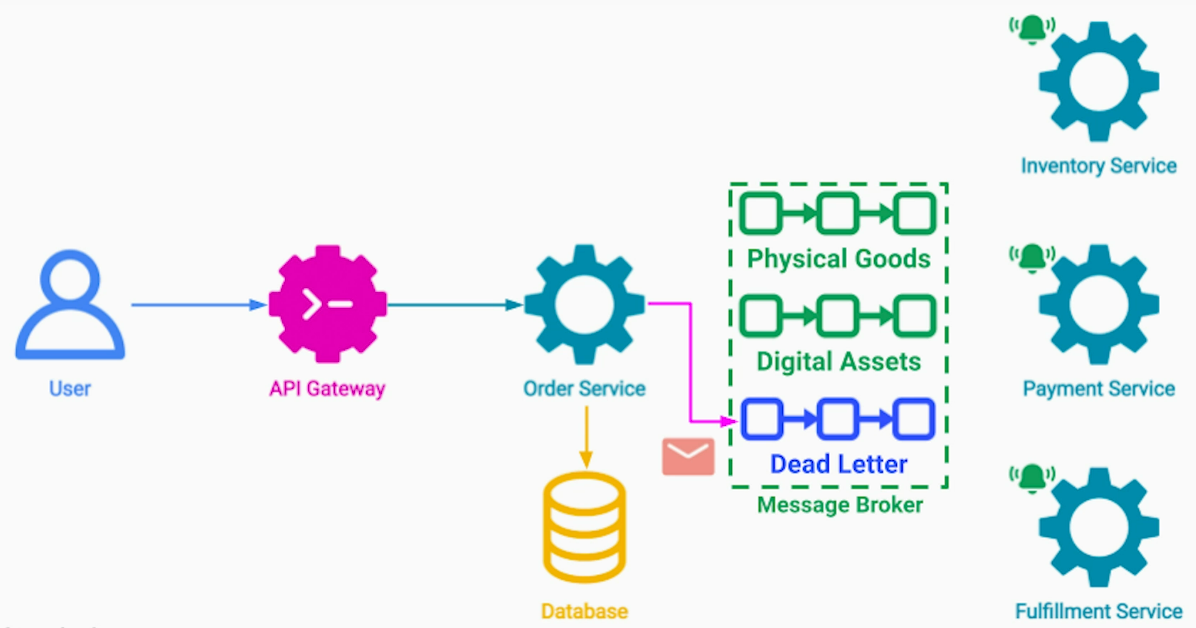 Inventory Service
Physical Goods
Digital Assets
User
API Gateway
Order Service
Payment Service
Dead Letter
Message Broker
Database
Fulfillment Service